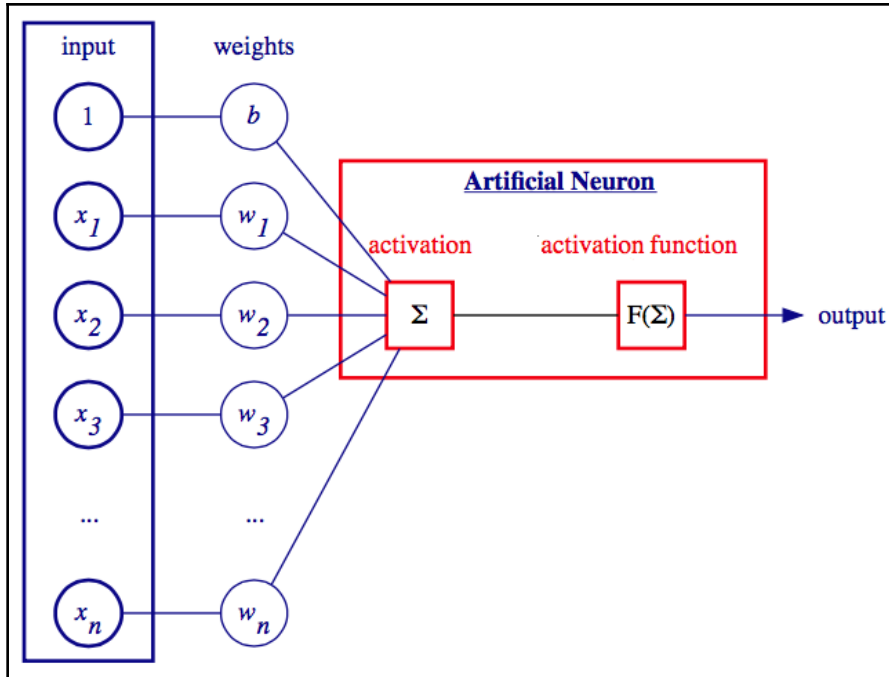 input weights
1 b
Artificial Neuron
x1 w1
activation activation function
x2 w2 Σ F(Σ) output
x3 w3
... ...
xn wn